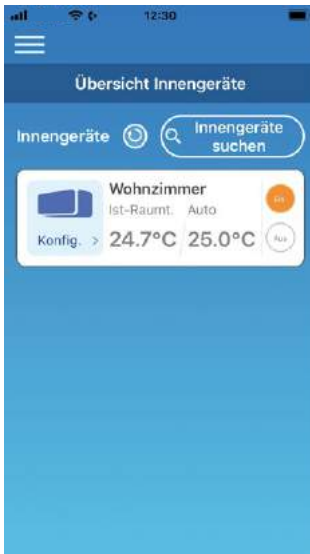 12:30
Übersicht Innengeräte
Innengeräte
Innengeräte
suchen
Wohnzimmer
Ist-Raumt. Auto
Konfig. > 24.7°C 25.0°C
Ein
Aus